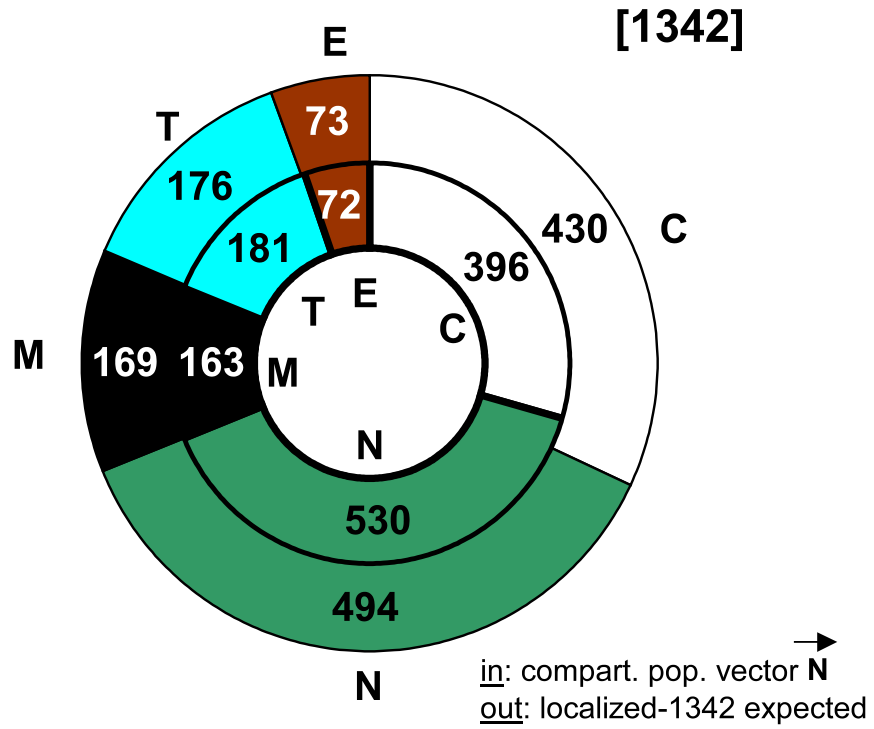 [1342]
E
T
73
176
72
430
C
181
396
E
T
C
M
169
163
M
N
530
494
N
in: compart. pop. vector N
out: localized-1342 expected